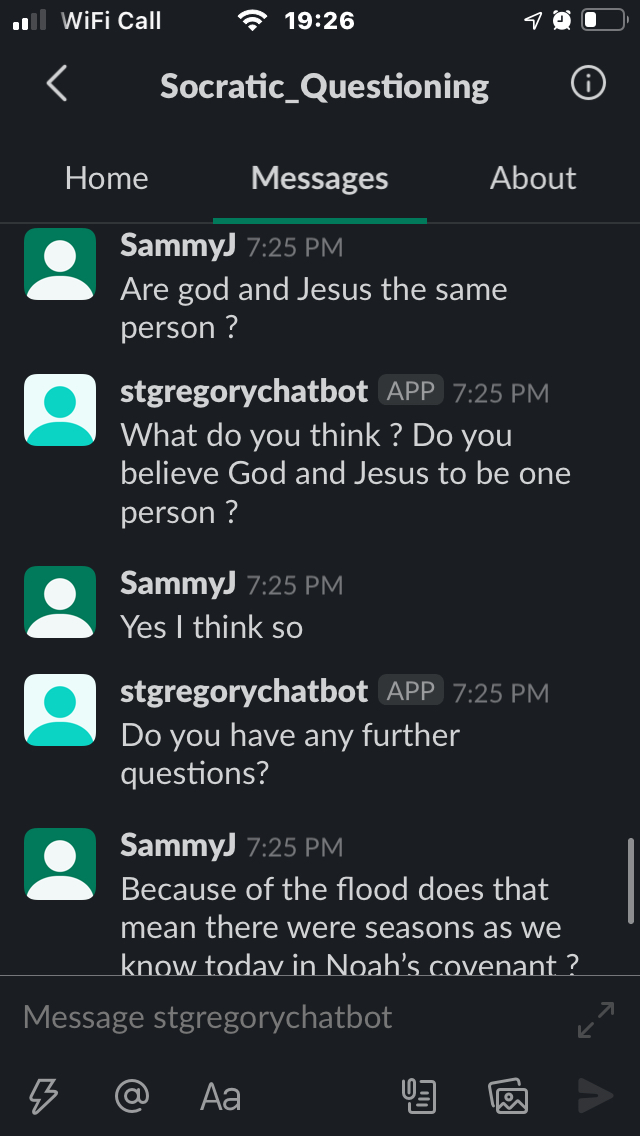 WiFi Call 19:26
Socratic_Questioning
Home Messages About
SammyJ 7:25 PM
Are god and Jesus the same
person ?
stgregorychatbot APP 7:25 PM
What do you think ? Do you
believe God and Jesus to be one
person ?
SammyJ 7:25 PM
Yes I think so
stgregorychatbot APP 7:25 PM
Do you have any further
questions?
SammyJ 7:25 PM
Because of the flood does that
mean there were seasons as we
know today in Noah’s covenant ?
Message stgregorychatbot
@ Aa